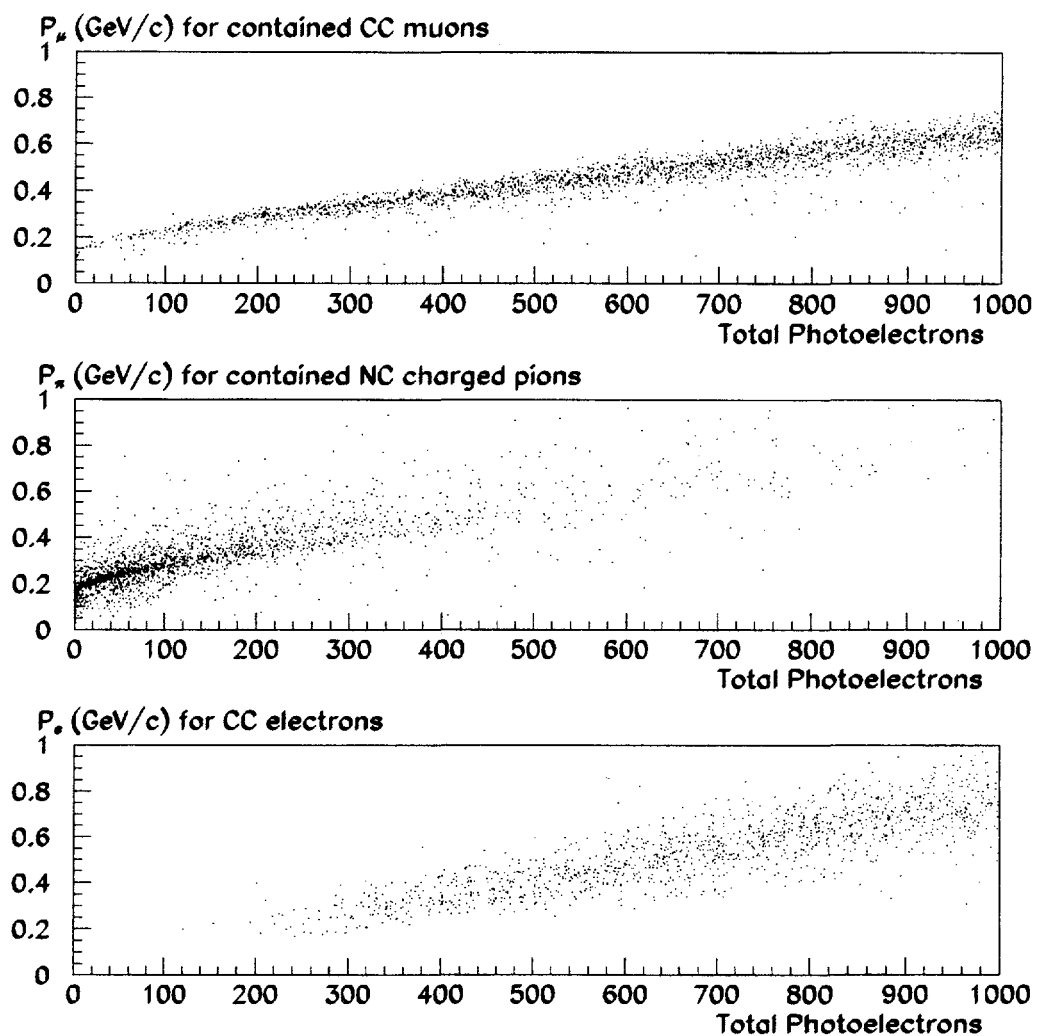 P_μ (GeV/c) for contained CC muons
1
0.8
0.6
0.4
0.2
0
0 100 200 300 400 500 600 700 800 900 1000
Total Photoelectrons
P_π (GeV/c) for contained NC charged pions
1
0.8
0.6
0.4
0.2
0
0 100 200 300 400 500 600 700 800 900 1000
Total Photoelectrons
P_e (GeV/c) for CC electrons
1
0.8
0.6
0.4
0.2
0
0 100 200 300 400 500 600 700 800 900 1000
Total Photoelectrons